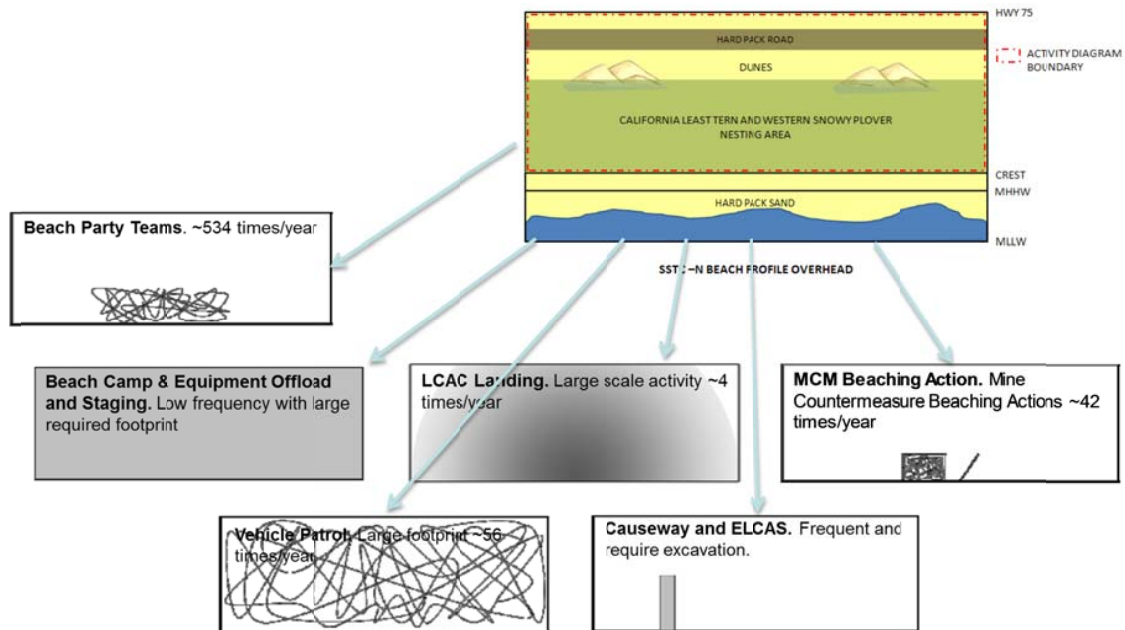 HWY 75
HARD PACK ROAD
ACTIVITY DIAGRAM
BOUNDARY
DUNES
CALIFORNIA LEAST TERN AND WESTERN SNOWY PLOVER
NESTING AREA
CREST
MHHW
HARD PACK SAND
MLLW
SSTC-N BEACH PROFILE OVERHEAD
Beach Party Teams. ~534 times/year
Beach Camp & Equipment Offload
and Staging. Low frequency with large
required footprint
LCAC Landing. Large scale activity ~4
times/year
MCM Beaching Action. Mine
Countermeasure Beaching Actions ~42
times/year
Vehicle Patrol. Large footprint ~56
times/year
Causeway and ELCAS. Frequent and
require excavation.